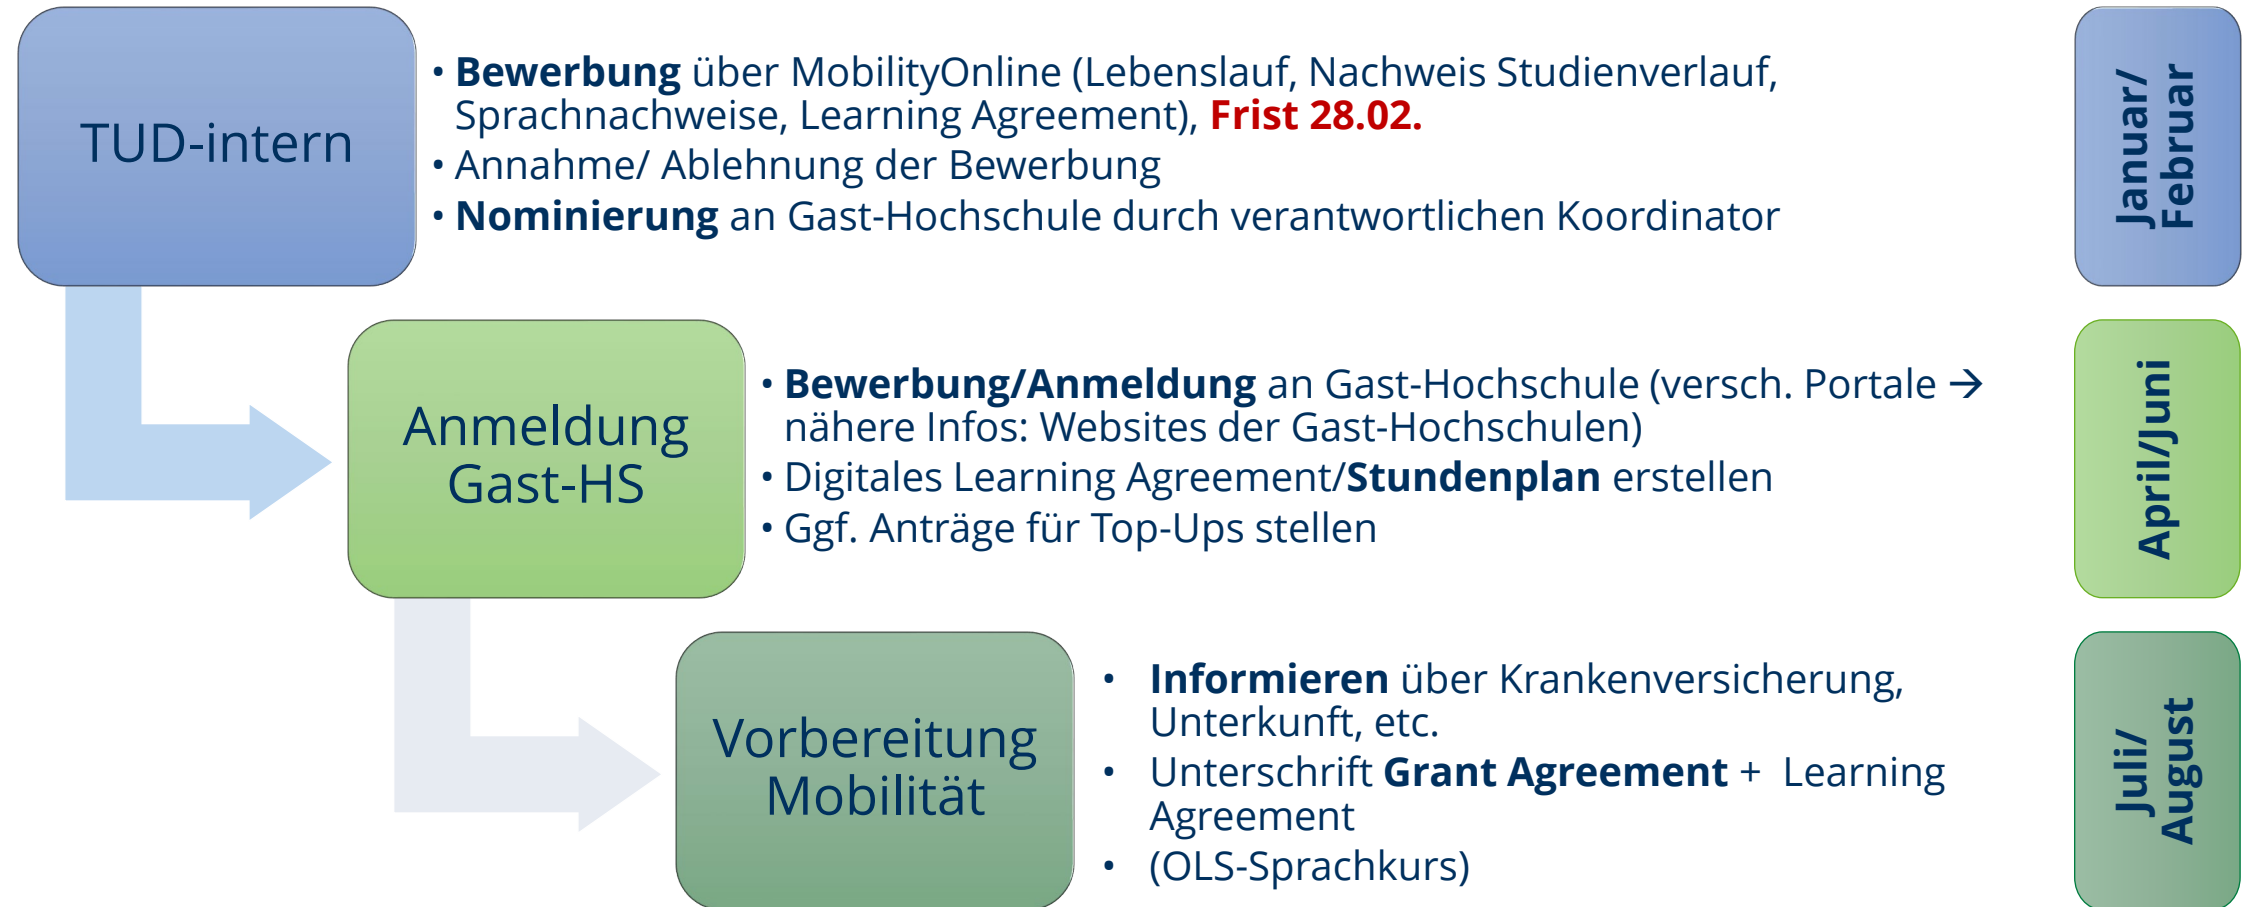 TUD-intern
• Bewerbung über MobilityOnline (Lebenslauf, Nachweis Studienverlauf,
Sprachnachweise, Learning Agreement), Frist 28.02.
• Annahme/ Ablehnung der Bewerbung
• Nominierung an Gast-Hochschule durch verantwortlichen Koordinator
Januar/
Februar
Anmeldung
Gast-HS
• Bewerbung/Anmeldung an Gast-Hochschule (versch. Portale →
nähere Infos: Websites der Gast-Hochschulen)
• Digitales Learning Agreement/Stundenplan erstellen
• Ggf. Anträge für Top-Ups stellen
April/Juni
Vorbereitung
Mobilität
• Informieren über Krankenversicherung,
Unterkunft, etc.
• Unterschrift Grant Agreement + Learning
Agreement
• (OLS-Sprachkurs)
Juli/
August